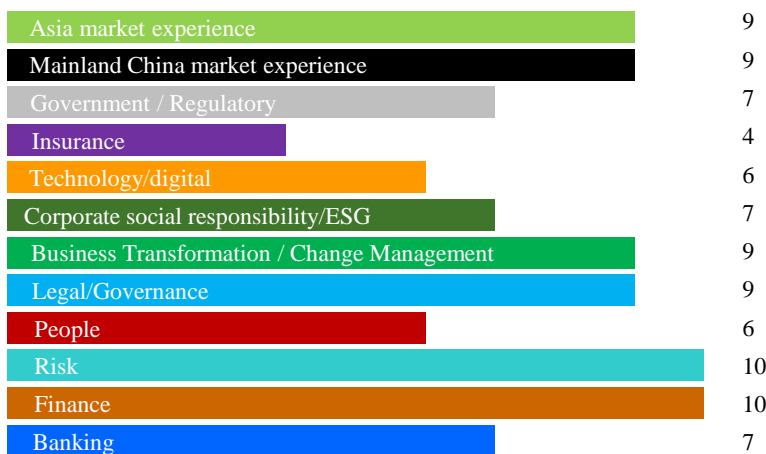 Asia market experience 9
Mainland China market experience 9
Government / Regulatory 7
Insurance 4
Technology/digital 6
Corporate social responsibility/ESG 7
Business Transformation / Change Management 9
Legal/Governance 9
People 6
Risk 10
Finance 10
Banking 7